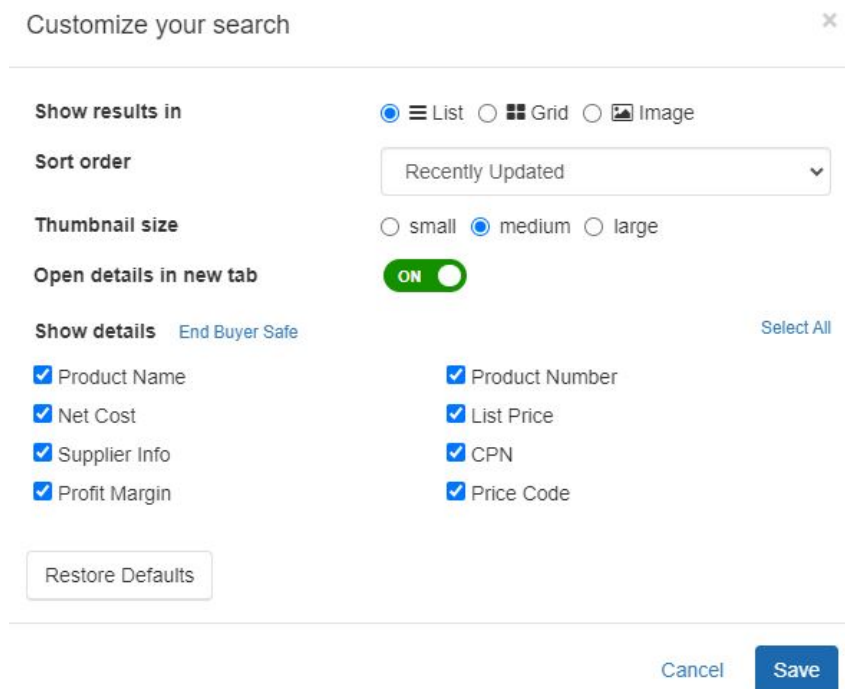 Customize your search ×
Show results in List Grid Image
Sort order Recently Updated
Thumbnail size small medium large
Open details in new tab ON
Show details End Buyer Safe Select All
Product Name Product Number
Net Cost List Price
Supplier Info CPN
Profit Margin Price Code
Restore Defaults
Cancel Save